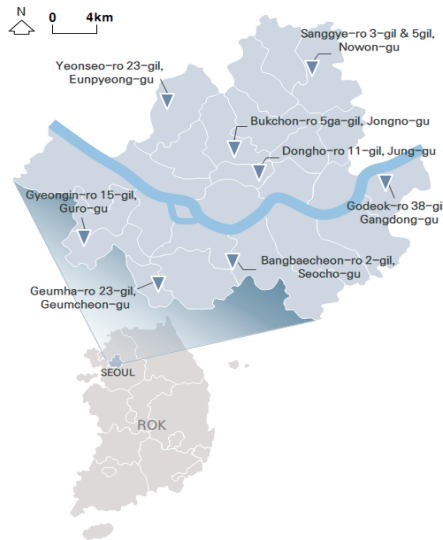 N
0 4km
Sanggye-ro 3-gil & 5gil,
Nowon-gu
Yeonseo-ro 23-gil,
Eunpyeong-gu
Bukchon-ro 5ga-gil, Jongno-gu
Dongho-ro 11-gil, Jung-gu
Gyeongin-ro 15-gil,
Guro-gu
Godeok-ro 38-gi
Gangdong-gu
Bangbaecheon-ro 2-gil,
Seocho-gu
Geumha-ro 23-gil,
Geumcheon-gu
SEOUL
ROK